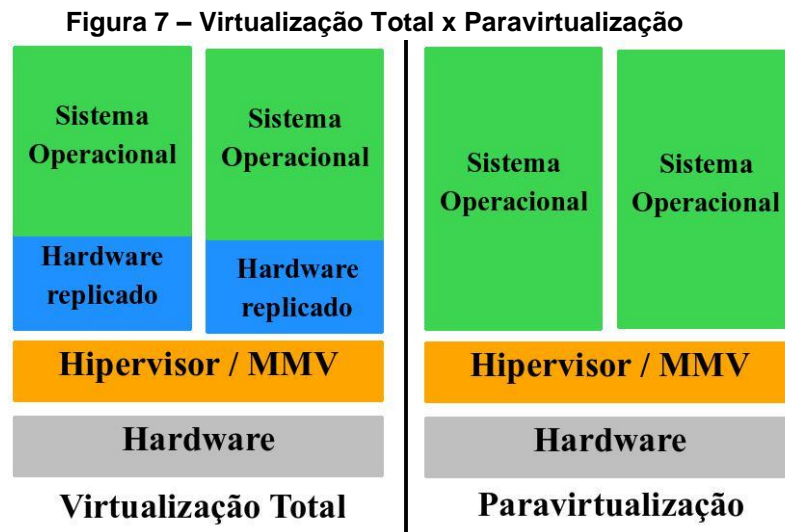 Figura 7 – Virtualização Total x Paravirtualização
Sistema
Operacional
Hardware
replicado
Sistema
Operacional
Hardware
replicado
Hipervisor / MMV
Hardware
Virtualização Total
Sistema
Operacional
Sistema
Operacional
Hipervisor / MMV
Hardware
Paravirtualização